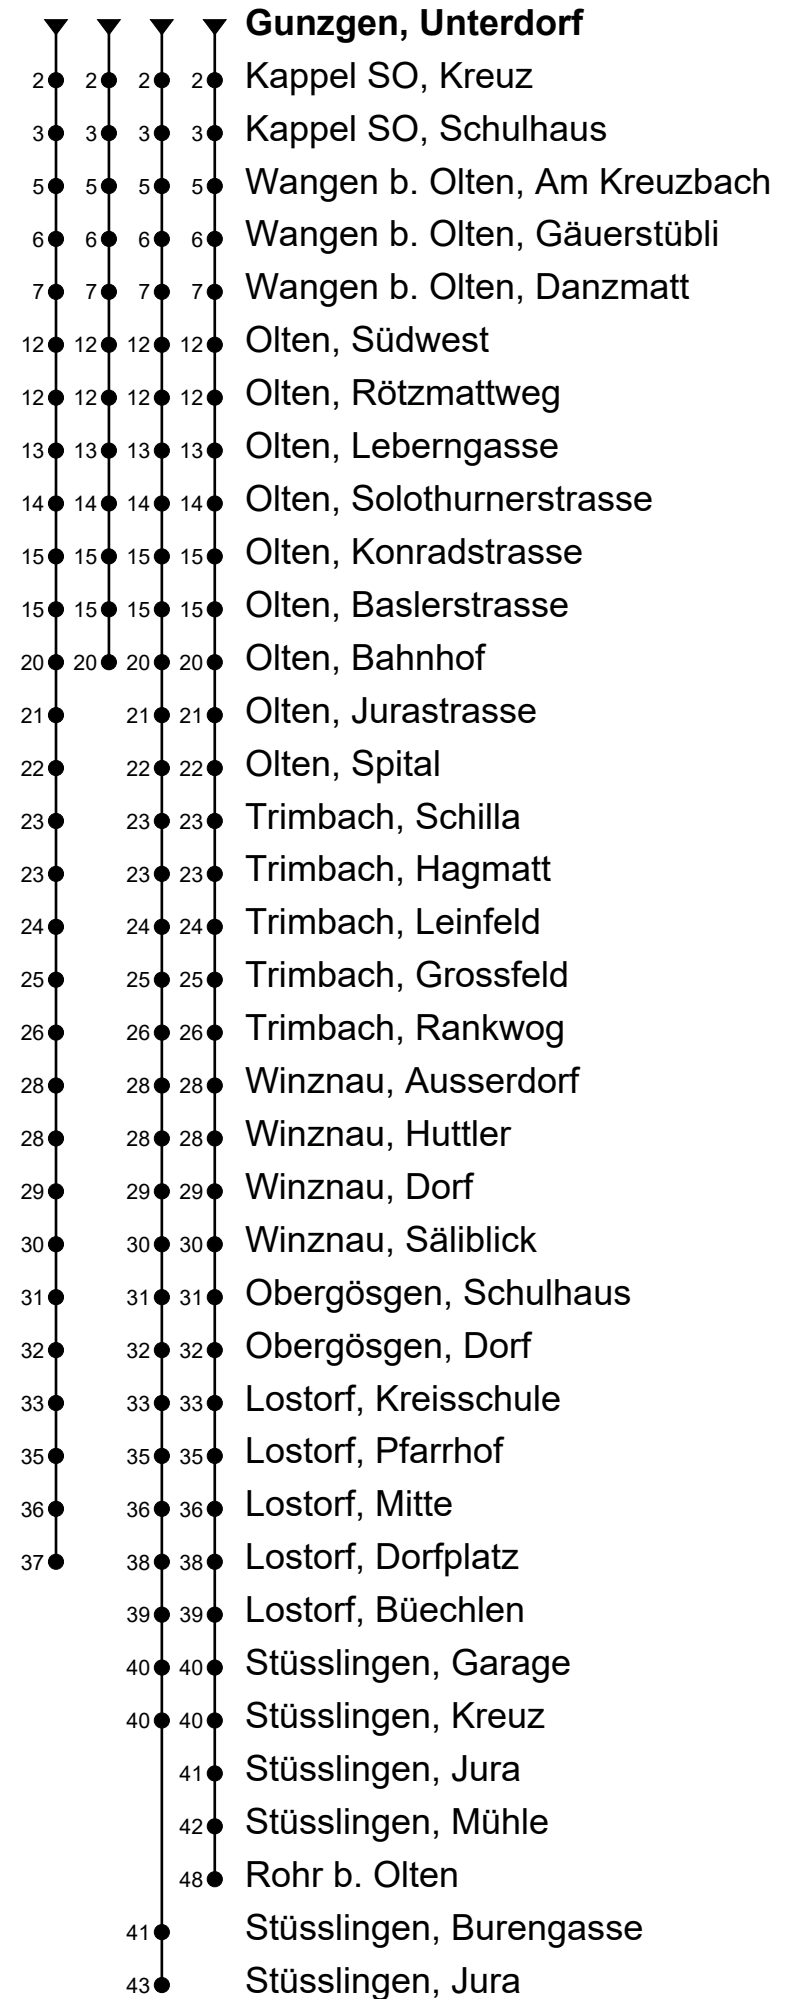 Gunzgen, Unterdorf
2 2 2 2 Kappel SO, Kreuz
3 3 3 3 Kappel SO, Schulhaus
5 5 5 5 Wangen b. Olten, Am Kreuzbach
6 6 6 6 Wangen b. Olten, Gäuerstübli
7 7 7 7 Wangen b. Olten, Danzmatt
12 12 12 12 Olten, Südwest
12 12 12 12 Olten, Rötzmattweg
13 13 13 13 Olten, Leberngasse
14 14 14 14 Olten, Solothurnerstrasse
15 15 15 15 Olten, Konradstrasse
15 15 15 15 Olten, Baslerstrasse
20 20 20 20 Olten, Bahnhof
21 21 21 Olten, Jurastrasse
22 22 22 Olten, Spital
23 23 23 Trimbach, Schilla
23 23 23 Trimbach, Hagmatt
24 24 24 Trimbach, Leinfeld
25 25 25 Trimbach, Grossfeld
26 26 26 Trimbach, Rankwog
28 28 28 Winznau, Ausserdorf
28 28 28 Winznau, Huttler
29 29 29 Winznau, Dorf
30 30 30 Winznau, Säliblick
31 31 31 Obergösgen, Schulhaus
32 32 32 Obergösgen, Dorf
33 33 33 Lostorf, Kreisschule
35 35 35 Lostorf, Pfarrhof
36 36 36 Lostorf, Mitte
37 38 38 Lostorf, Dorfplatz
39 39 Lostorf, Büechlen
40 40 Stüsslingen, Garage
40 40 Stüsslingen, Kreuz
41 Stüsslingen, Jura
42 Stüsslingen, Mühle
48 Rohr b. Olten
41 Stüsslingen, Burengasse
43 Stüsslingen, Jura